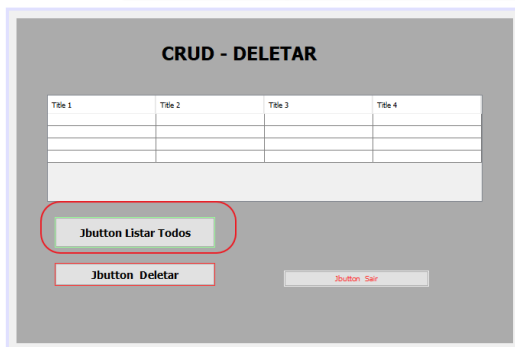 CRUD - DELETAR
Title 1 Title 2 Title 3 Title 4
Jbutton Listar Todos
Jbutton Deletar
Jbutton Sair